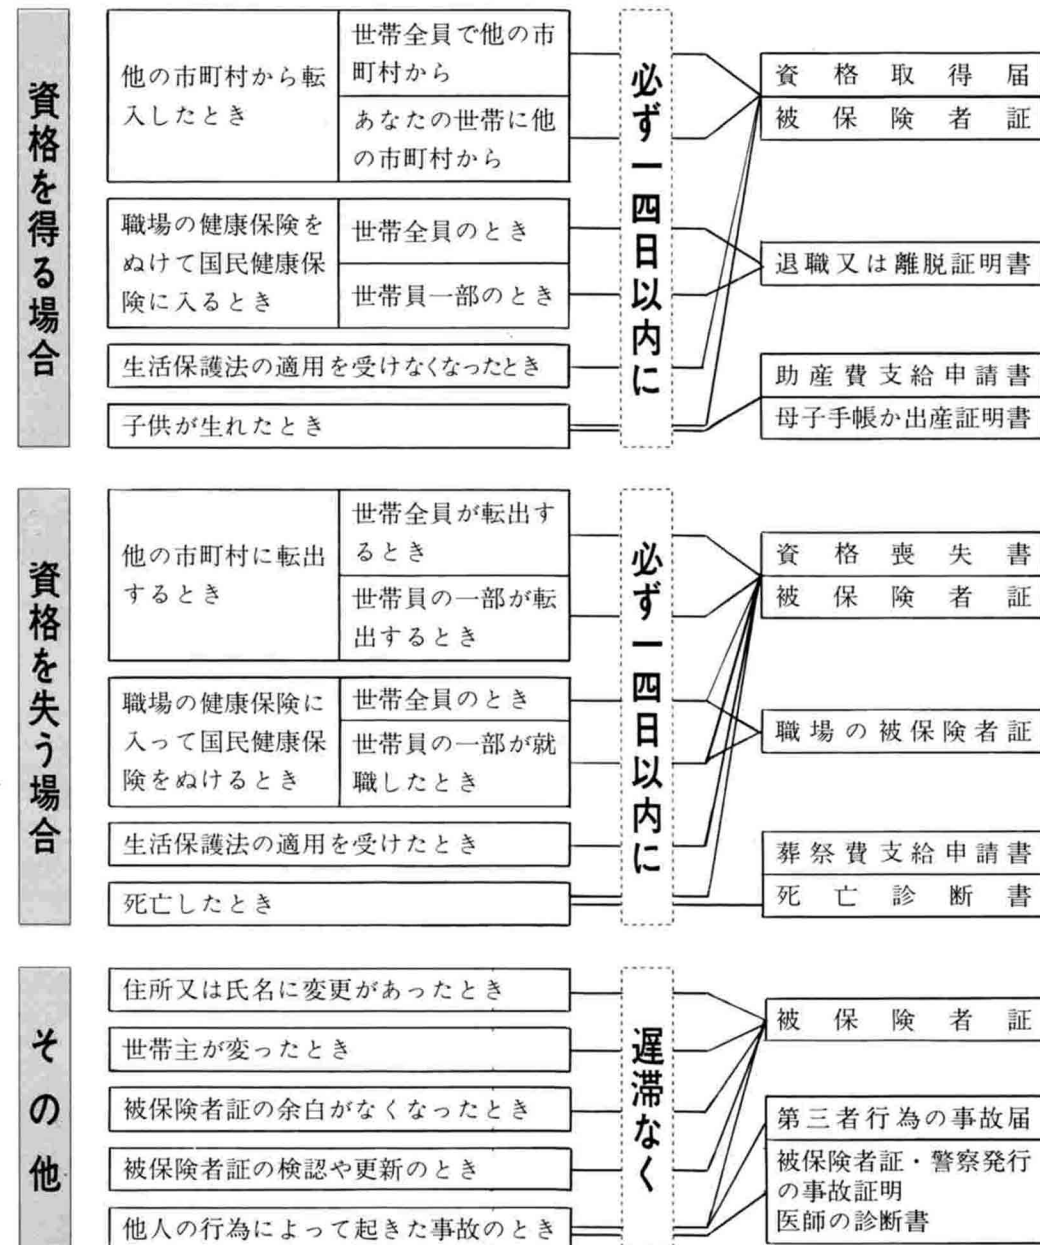 資格を得る場合
他の市町村から転
入したとき
世帯全員で他の市
町村から
あなたの世帯に他
の市町村から
職場の健康保険を
ぬけて国民健康保
険に入るとき
世帯全員のとき
世帯員一部のとき
生活保護法の適用を受けなくなったとき
子供が生れたとき
必ず一四日以内に
資格取得届
被保険者証
退職又は離脱証明書
助産費支給申請書
母子手帳か出産証明書
資格を失う場合
他の市町村に転出
するとき
世帯全員が転出す
るとき
世帯員の一部が転
出するとき
職場の健康保険に
入って国民健康保
険をぬけるとき
世帯全員のとき
世帯員の一部が就
職したとき
生活保護法の適用を受けたとき
死亡したとき
必ず一四日以内に
資格喪失書
被保険者証
職場の被保険者証
葬祭費支給申請書
死亡診断書
その他
住所又は氏名に変更があったとき
世帯主が変ったとき
被保険者証の余白がなくなったとき
被保険者証の検認や更新のとき
他人の行為によって起きた事故のとき
遅滞なく
被保険者証
第三者行為の事故届
被保険者証・警察発行
の事故証明
医師の診断書